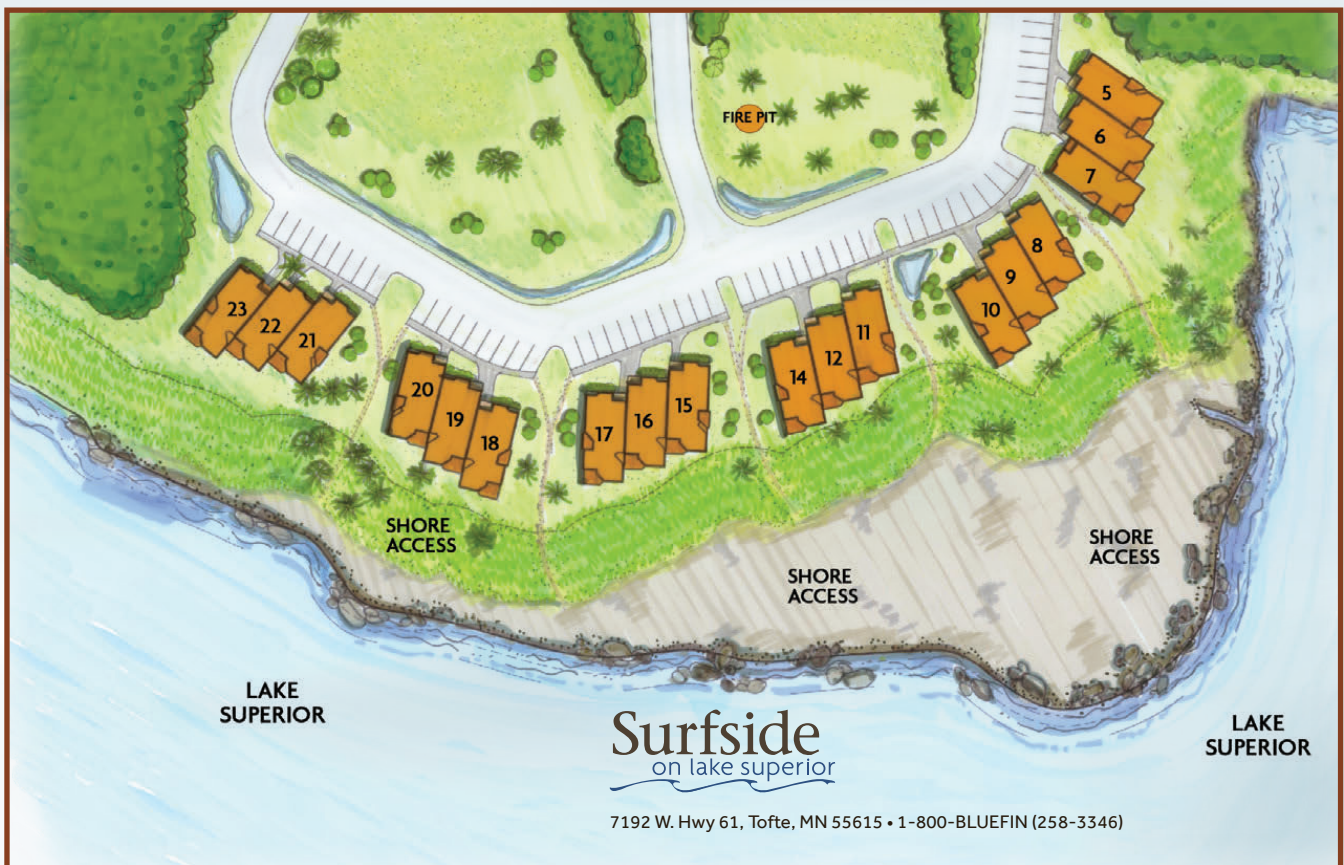 5
FIRE PIT
6
7
8
9
10
23
22
21
11
12
14
20
19
18
17
16
15
SHORE
ACCESS
SHORE
ACCESS
SHORE
ACCESS
LAKE
SUPERIOR
LAKE
SUPERIOR
Surfside
on lake superior
7192 W. Hwy 61, Tofte, MN 55615 • 1-800-BLUEFIN (258-3346)